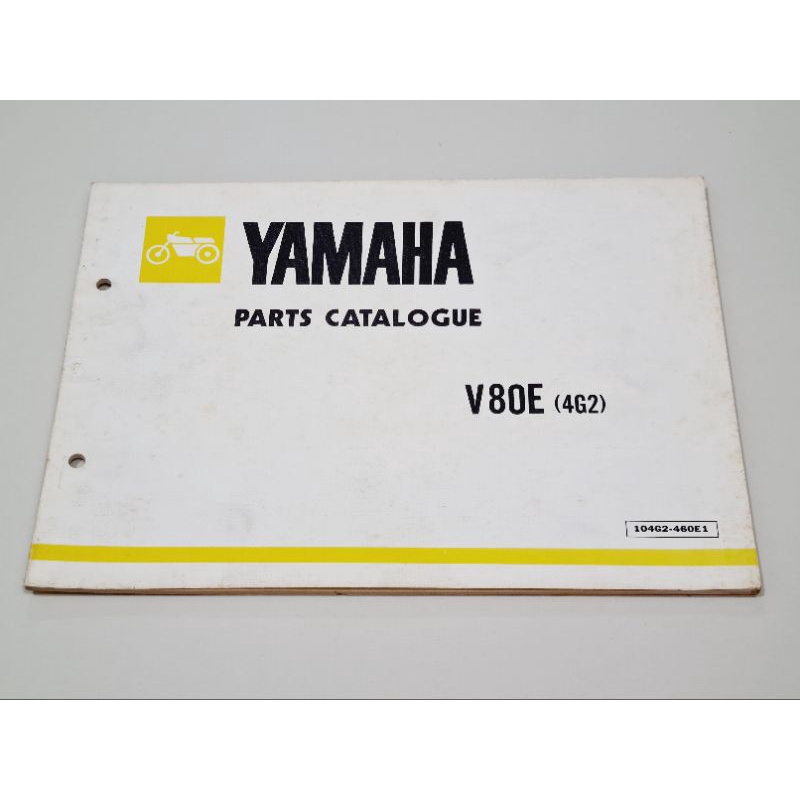 YAMAHA
PARTS CATALOGUE
V80E (4G2)
104G2-460E1